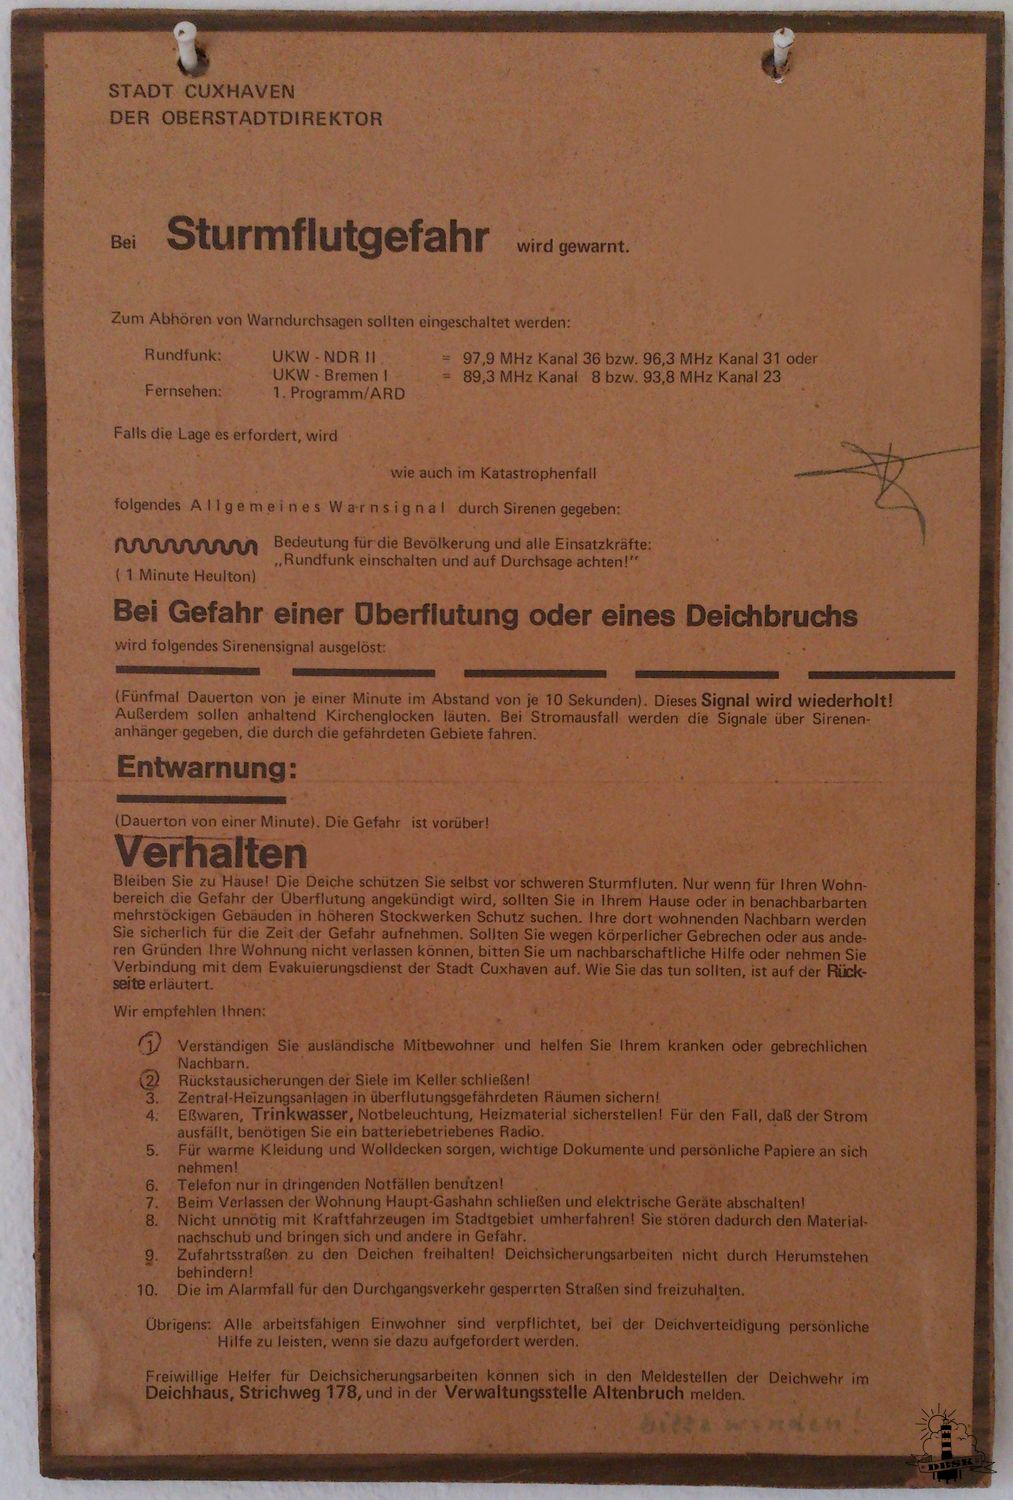 STADT CUXHAVEN
DER OBERSTADTDIREKTOR
Bei Sturmflutgefahr wird gewarnt.
Zum Abhören von Warndurchsagen sollten eingeschaltet werden:
Rundfunk: UKW - NDR II = 97,9 MHz Kanal 36 bzw. 96,3 MHz Kanal 31 oder
UKW - Bremen I = 89,3 MHz Kanal 8 bzw. 93,8 MHz Kanal 23
Fernsehen: 1. Programm/ARD
Falls die Lage es erfordert, wird
wie auch im Katastrophenfall
folgendes Allgemeines Warnsignal durch Sirenen gegeben:
Bedeutung für die Bevölkerung und alle Einsatzkräfte:
„Rundfunk einschalten und auf Durchsage achten!“
( 1 Minute Heulton)
Bei Gefahr einer Überflutung oder eines Deichbruchs
wird folgendes Sirenensignal ausgelöst:
(Fünfmal Dauerton von je einer Minute im Abstand von je 10 Sekunden). Dieses Signal wird wiederholt!
Außerdem sollen anhaltend Kirchenglocken läuten. Bei Stromausfall werden die Signale über Sirenen-
anhänger gegeben, die durch die gefährdeten Gebiete fahren.
Entwarnung:
(Dauerton von einer Minute). Die Gefahr ist vorüber!
Verhalten
Bleiben Sie zu Hause! Die Deiche schützen Sie selbst vor schweren Sturmfluten. Nur wenn für Ihren Wohn-
bereich die Gefahr der Überflutung angekündigt wird, sollten Sie in Ihrem Hause oder in benachbarbarten
mehrstöckigen Gebäuden in höheren Stockwerken Schutz suchen. Ihre dort wohnenden Nachbarn werden
Sie sicherlich für die Zeit der Gefahr aufnehmen. Sollten Sie wegen körperlicher Gebrechen oder aus ande-
ren Gründen Ihre Wohnung nicht verlassen können, bitten Sie um nachbarschaftliche Hilfe oder nehmen Sie
Verbindung mit dem Evakuierungsdienst der Stadt Cuxhaven auf. Wie Sie das tun sollten, ist auf der Rück-
seite erläutert.
Wir empfehlen Ihnen:
1 Verständigen Sie ausländische Mitbewohner und helfen Sie Ihrem kranken oder gebrechlichen
Nachbarn.
2 Rückstausicherungen der Siele im Keller schließen!
3. Zentral-Heizungsanlagen in überflutungsgefährdeten Räumen sichern!
4. Eßwaren, Trinkwasser, Notbeleuchtung, Heizmaterial sicherstellen! Für den Fall, daß der Strom
ausfällt, benötigen Sie ein batteriebetriebenes Radio.
5. Für warme Kleidung und Wolldecken sorgen, wichtige Dokumente und persönliche Papiere an sich
nehmen!
6. Telefon nur in dringenden Notfällen benutzen!
7. Beim Verlassen der Wohnung Haupt-Gashahn schließen und elektrische Geräte abschalten!
8. Nicht unnötig mit Kraftfahrzeugen im Stadtgebiet umherfahren! Sie stören dadurch den Material-
nachschub und bringen sich und andere in Gefahr.
9. Zufahrtsstraßen zu den Deichen freihalten! Deichsicherungsarbeiten nicht durch Herumstehen
behindern!
10. Die im Alarmfall für den Durchgangsverkehr gesperrten Straßen sind freizuhalten.
Übrigens: Alle arbeitsfähigen Einwohner sind verpflichtet, bei der Deichverteidigung persönliche
Hilfe zu leisten, wenn sie dazu aufgefordert werden.
Freiwillige Helfer für Deichsicherungsarbeiten können sich in den Meldestellen der Deichwehr im
Deichhaus, Strichweg 178, und in der Verwaltungsstelle Altenbruch melden.
bitte wenden!
DBSK